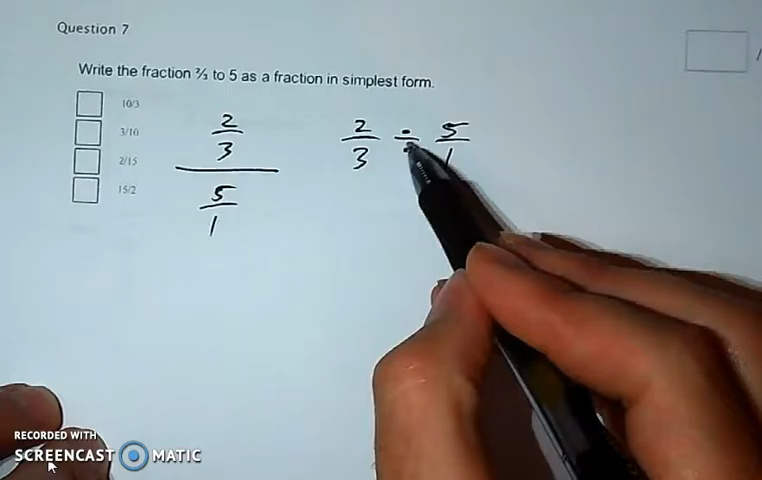 Question 7
Write the fraction ⅔ to 5 as a fraction in simplest form.
10/3
3/10
2/15
15/2
2
3
5
1
2/3 ÷ 5/1
RECORDED WITH
SCREENCAST MATIC